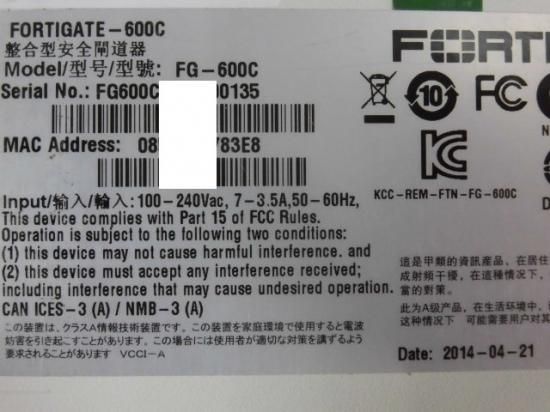 FORTIGATE-600C
整合型安全閘道器
Model/型号/型號: FG-600C
FORTI
Serial No.: FG600C 00135
10
FC
MAC Address: 08 783E8
KCC-REM-FTN-FG-600C
Input/输入/輸入:100-240Vac, 7-3.5A,50-60Hz,
This device complies with Part 15 of FCC Rules.
Operation is subject to the following two conditions:
(1) this device may not cause harmful interference. and
(2) this device must accept any interference received;
including interference that may cause undesired operation.
CAN ICES-3 (A) / NMB-3 (A)
這是甲類的資訊産品，在居住
成射頻干擾，在這種情况下，
當的對策。
此为A级产品，在生活环境中，
这种情况下 可能需要用户对其
この装置は、クラスA情報技術装置です。この装置を家庭環境で使用すると電波
妨害を引き起こすことがあります。この場合には使用者が適切な対策を講ずるよう
要求されることがあります VCCI-A
Date: 2014-04-21